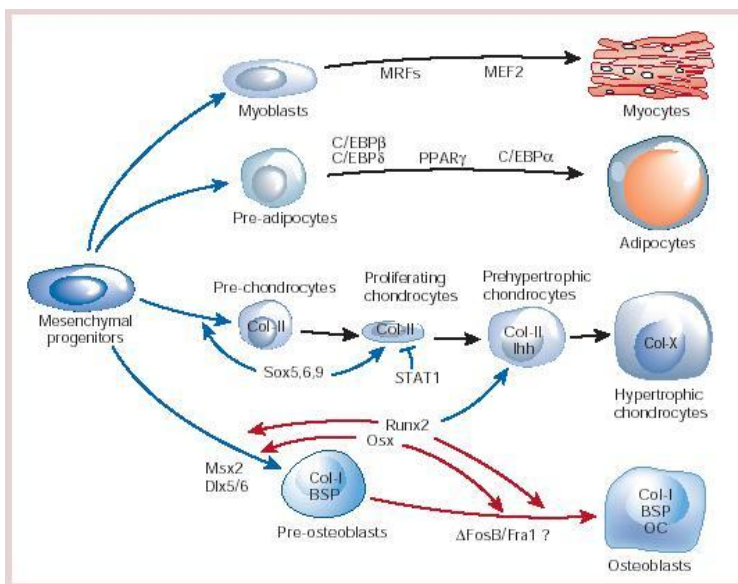 MRFs
MEF2
Myoblasts
Myocytes
C/EBPβ
C/EBPδ
PPARγ
C/EBPα
Pre-adipocytes
Adipocytes
Mesenchymal
progenitors
Pre-chondrocytes
Col-II
Proliferating
chondrocytes
Col-II
Prehypertrophic
chondrocytes
Col-II
Ihh
Col-X
Hypertrophic
chondrocytes
Sox5,6,9
STAT1
Runx2
Osx
Msx2
Dlx5/6
Col-I
BSP
Pre-osteoblasts
ΔFosB/Fra1 ?
Col-I
BSP
OC
Osteoblasts